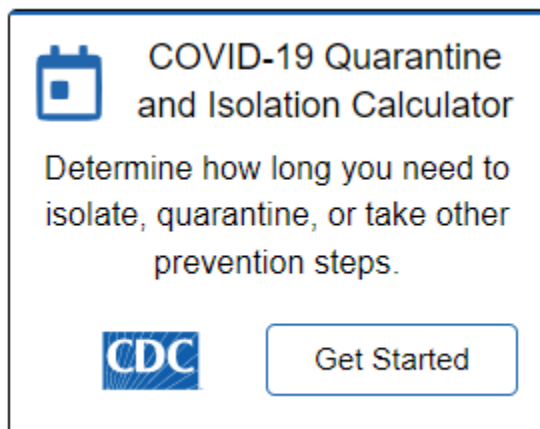 COVID-19 Quarantine
and Isolation Calculator
Determine how long you need to
isolate, quarantine, or take other
prevention steps.
CDC
Get Started